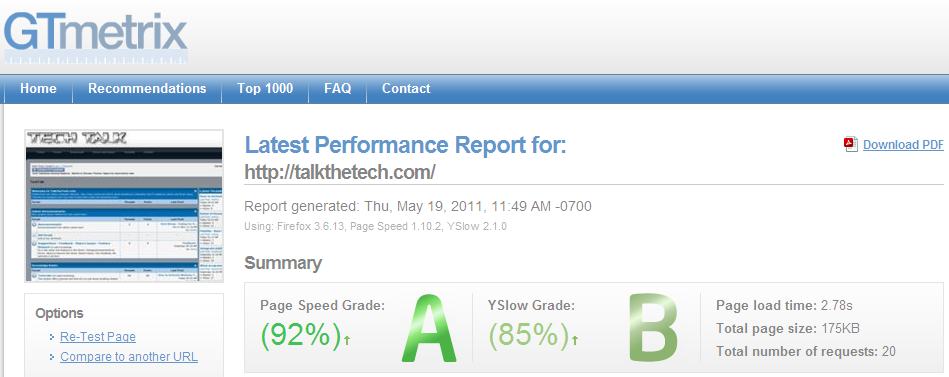 GTmetrix
Home Recommendations Top 1000 FAQ Contact
TECH TALK
Latest Performance Report for:
Download PDF
http://talkthetech.com/
Report generated: Thu, May 19, 2011, 11:49 AM -0700
Using: Firefox 3.6.13, Page Speed 1.10.2, YSlow 2.1.0
Summary
Page Speed Grade:
(92%)↑
A
YSlow Grade:
(85%)↑
B
Page load time: 2.78s
Total page size: 175KB
Total number of requests: 20
Options
Re-Test Page
Compare to another URL